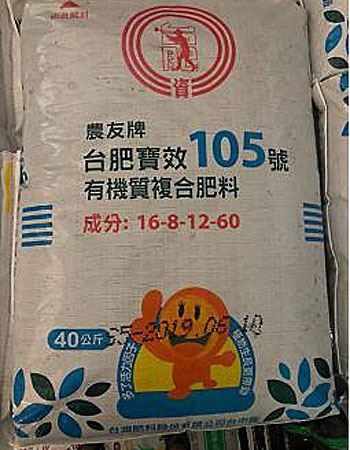 資
農友牌
台肥寶效105號
有機質複合肥料
成分: 16-8-12-60
40公斤
2019.06.10